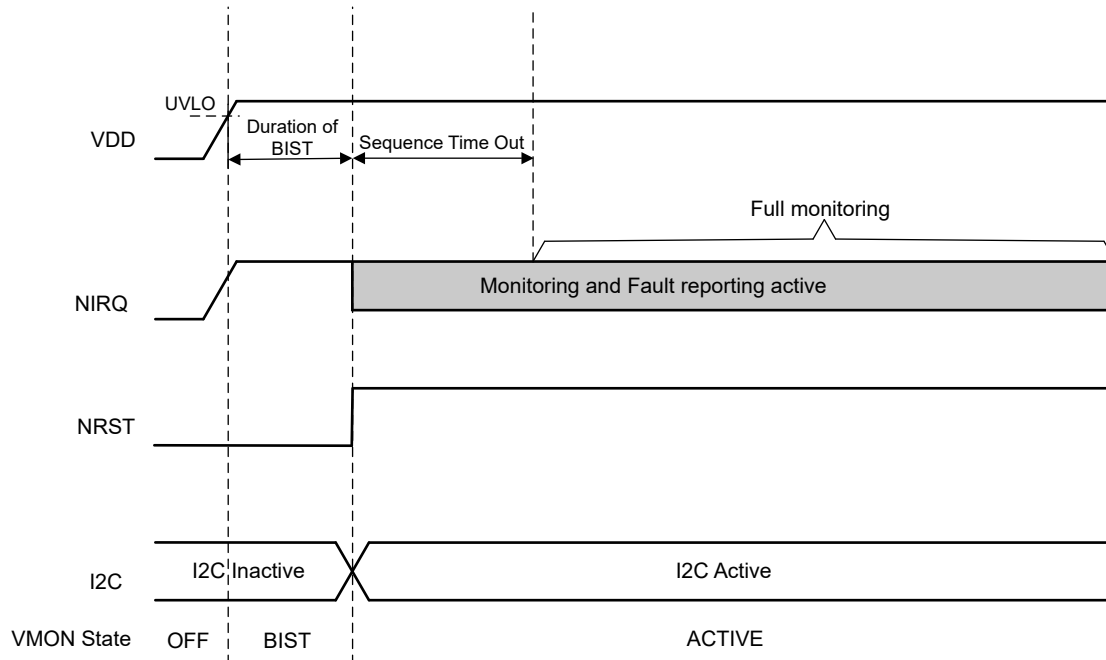 UVLO
VDD
Duration of
BIST
Sequence Time Out
Full monitoring
NIRQ
Monitoring and Fault reporting active
NRST
I2C
I2C Inactive
I2C Active
VMON State
OFF
BIST
ACTIVE